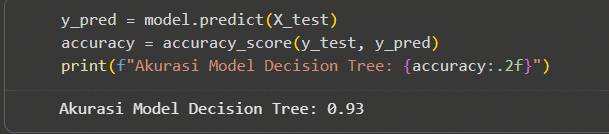 y_pred = model.predict(X_test)
accuracy = accuracy_score(y_test, y_pred)
print(f"Akurasi Model Decision Tree: {accuracy:.2f}")
Akurasi Model Decision Tree: 0.93